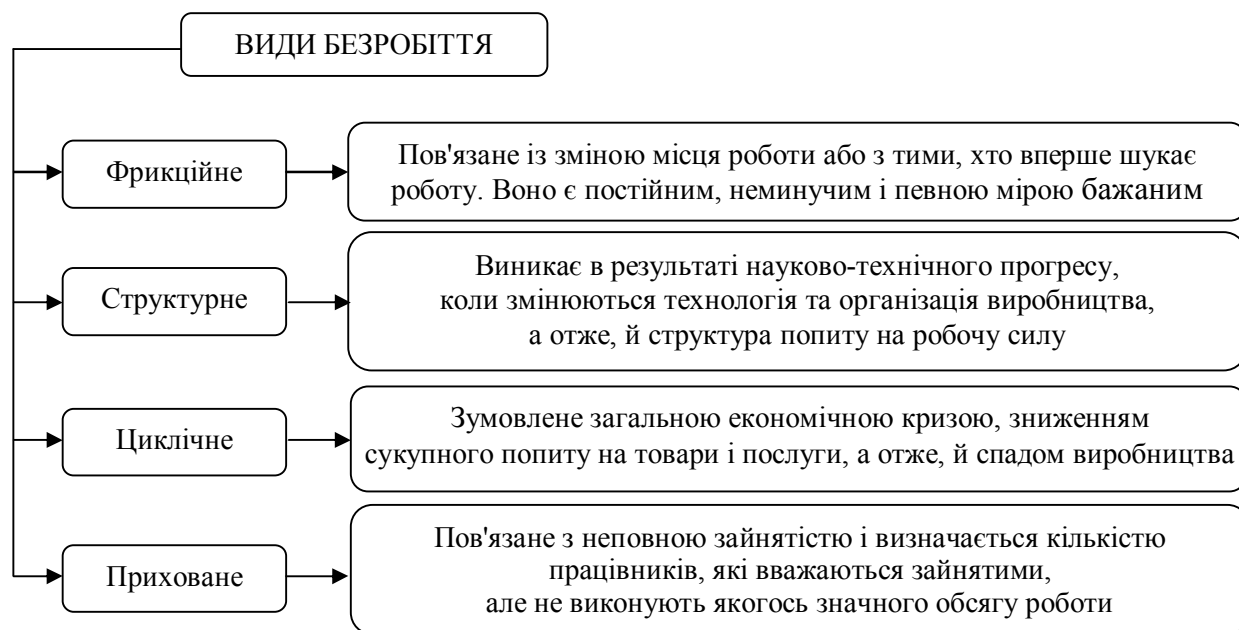 ВИДИ БЕЗРОБІТТЯ
Фрикційне
Пов'язане із зміною місця роботи або з тими, хто вперше шукає
роботу. Воно є постійним, неминучим і певною мірою бажаним
Структурне
Виникає в результаті науково-технічного прогресу,
коли змінюються технологія та організація виробництва,
а отже, й структура попиту на робочу силу
Циклічне
Зумовлене загальною економічною кризою, зниженням
сукупного попиту на товари і послуги, а отже, й спадом виробництва
Приховане
Пов'язане з неповною зайнятістю і визначається кількістю
працівників, які вважаються зайнятими,
але не виконують якогось значного обсягу роботи